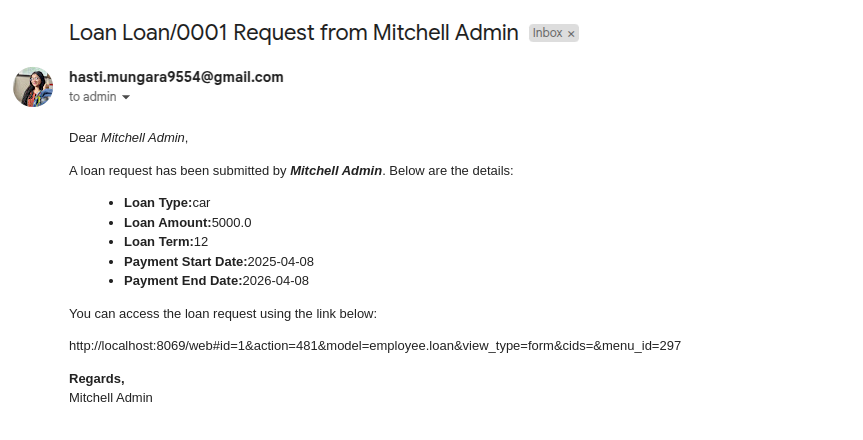 Loan Loan/0001 Request from Mitchell Admin Inbox ×
hasti.mungara9554@gmail.com
to admin
Dear Mitchell Admin,
A loan request has been submitted by Mitchell Admin. Below are the details:
• Loan Type:car
• Loan Amount:5000.0
• Loan Term:12
• Payment Start Date:2025-04-08
• Payment End Date:2026-04-08
You can access the loan request using the link below:
http://localhost:8069/web#id=1&action=481&model=employee.loan&view_type=form&cids=&menu_id=297
Regards,
Mitchell Admin